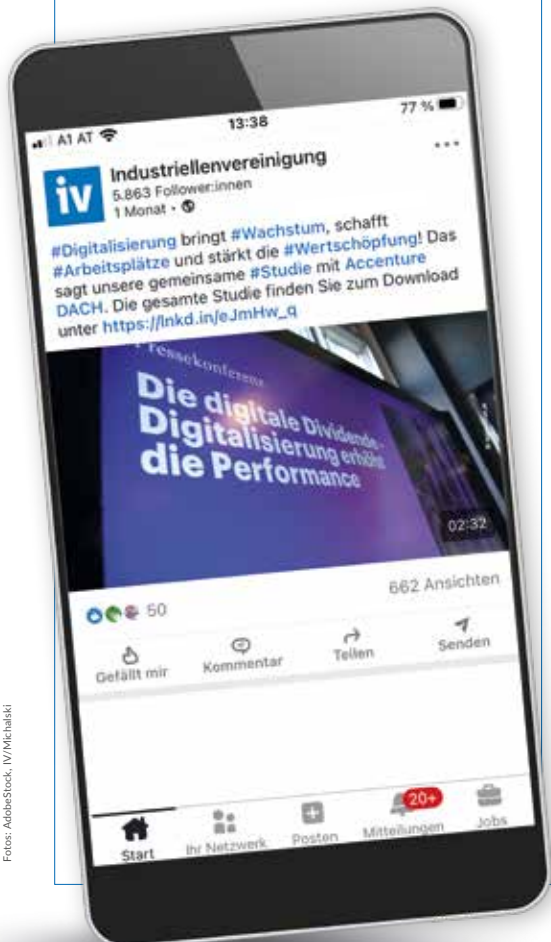 A1 AT
13:38
77 %
iv
Industriellenvereinigung
5.863 Follower:innen
1 Monat •
#Digitalisierung bringt #Wachstum, schafft
#Arbeitsplätze und stärkt die #Wertschöpfung! Das
sagt unsere gemeinsame #Studie mit Accenture
DACH. Die gesamte Studie finden Sie zum Download
unter https://lnkd.in/eJmHw_q
Pressekonferenz
Die digitale Dividende -
Digitalisierung erhöht
die Performance
02:32
50
662 Ansichten
Gefällt mir
Kommentar
Teilen
Senden
Start
Ihr Netzwerk
Posten
20+
Mitteilungen
Jobs
Fotos: AdobeStock, IV/Michalski